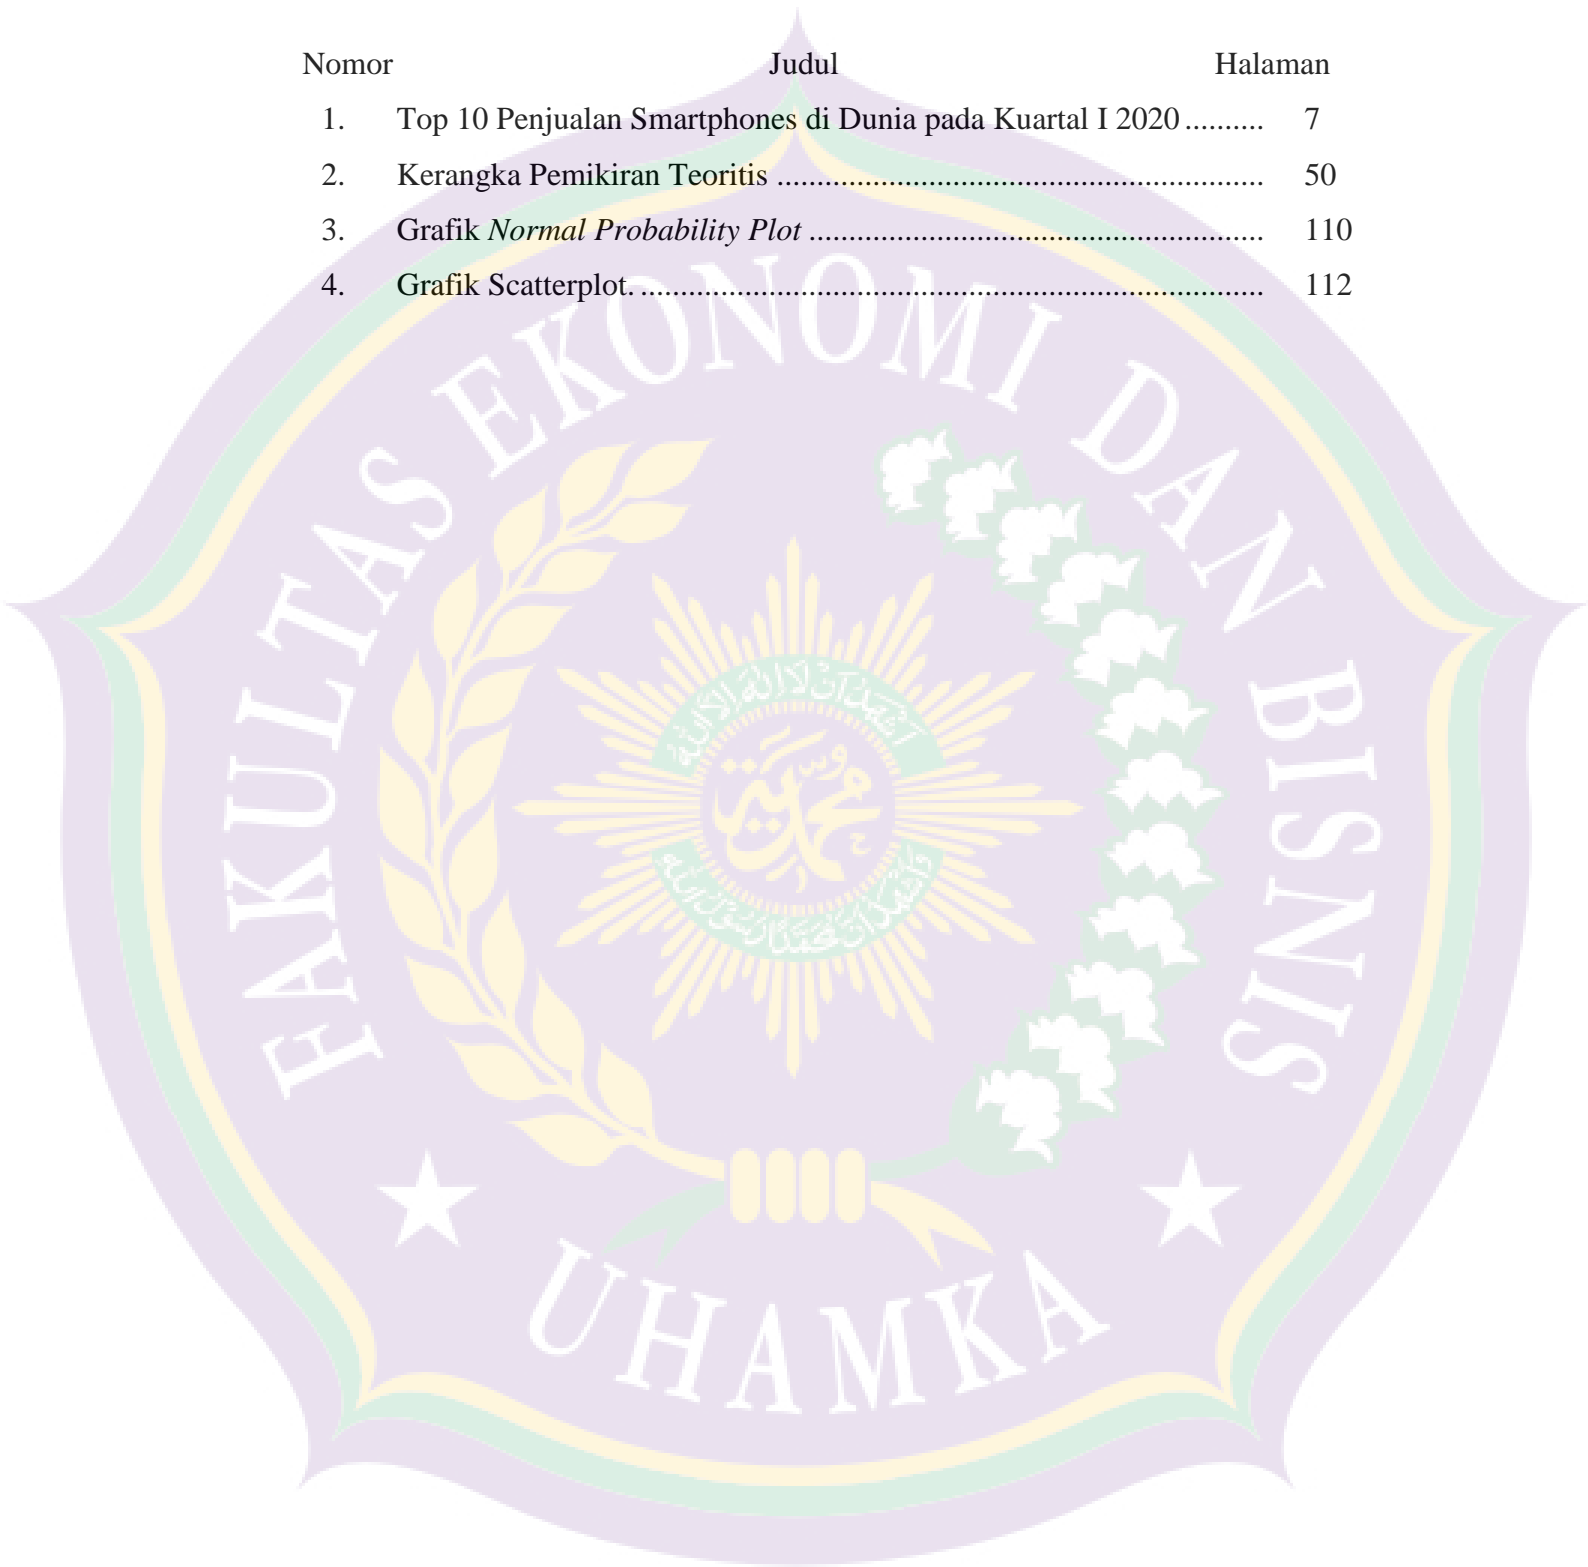 Nomor Judul Halaman
1. Top 10 Penjualan Smartphones di Dunia pada Kuartal I 2020 .......... 7
2. Kerangka Pemikiran Teoritis ............................................................. 50
3. Grafik Normal Probability Plot ......................................................... 110
4. Grafik Scatterplot. .............................................................................. 112
FAKULTAS EKONOMI DAN BISNIS
محمدية
UHAMKA